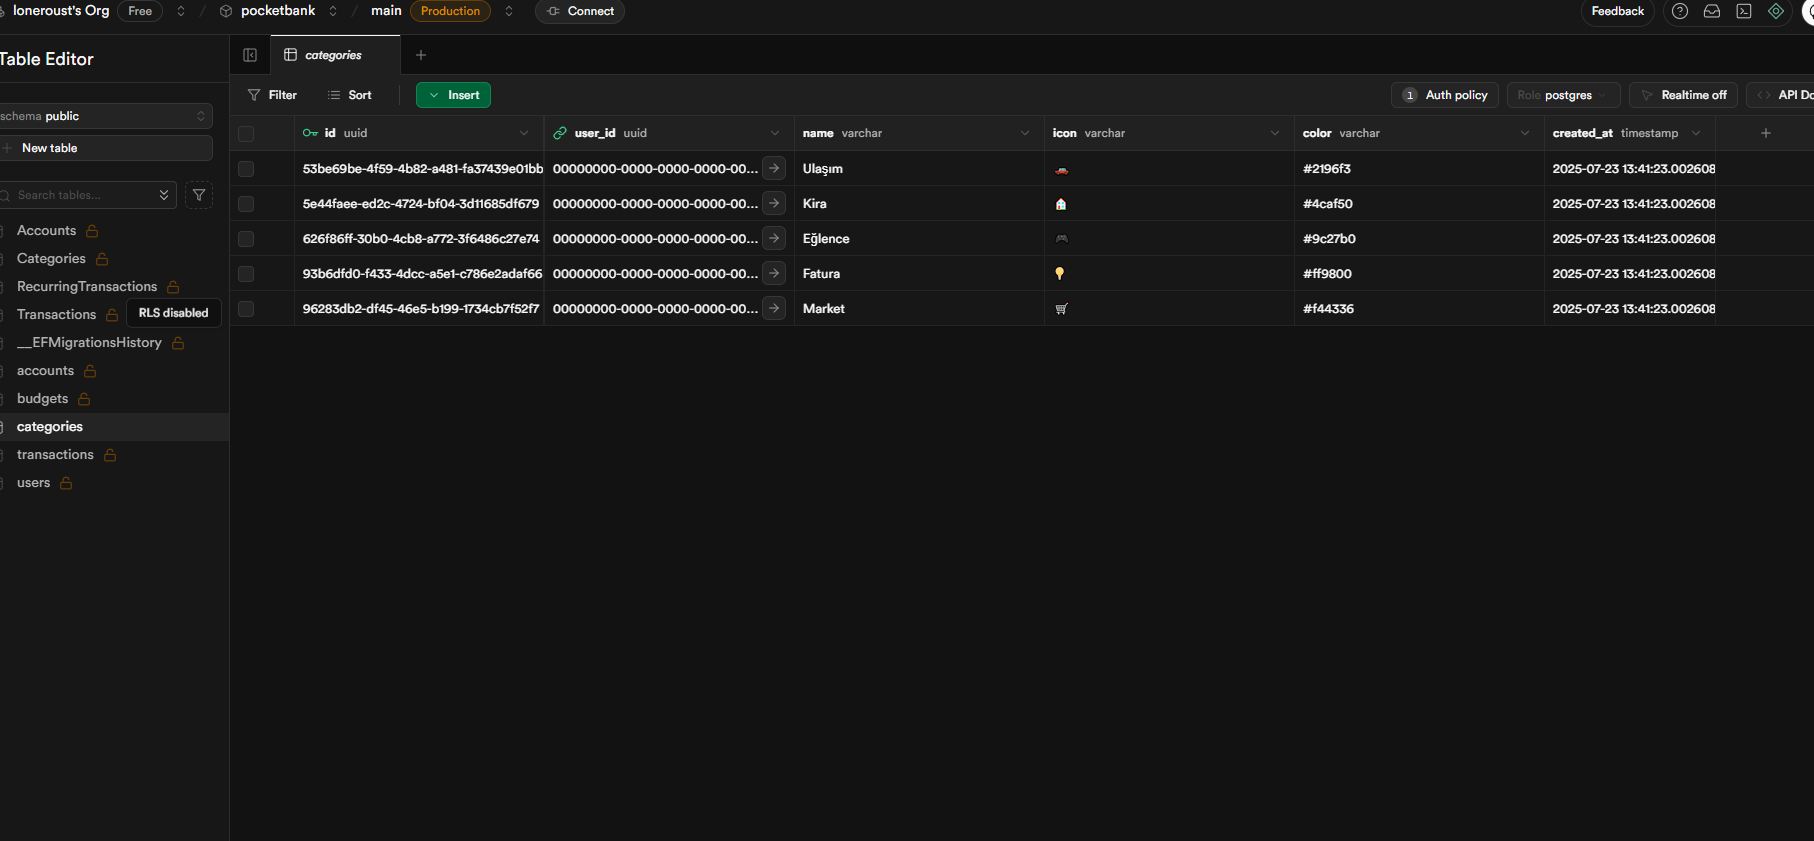 loneroust's Org Free / pocketbank / main Production Connect Feedback
Table Editor
categories
schema public
New table
Search tables...
Accounts
Categories
RecurringTransactions
Transactions
RLS disabled
__EFMigrationsHistory
accounts
budgets
categories
transactions
users
Filter Sort Insert 1 Auth policy Role postgres Realtime off API Do
id uuid user_id uuid name varchar icon varchar color varchar created_at timestamp
53be69be-4f59-4b82-a481-fa37439e01bb 00000000-0000-0000-0000-00... Ulaşım #2196f3 2025-07-23 13:41:23.002608
5e44faee-ed2c-4724-bf04-3d11685df679 00000000-0000-0000-0000-00... Kira #4caf50 2025-07-23 13:41:23.002608
626f86ff-30b0-4cb8-a772-3f6486c27e74 00000000-0000-0000-0000-00... Eğlence #9c27b0 2025-07-23 13:41:23.002608
93b6dfd0-f433-4dcc-a5e1-c786e2adaf66 00000000-0000-0000-0000-00... Fatura #ff9800 2025-07-23 13:41:23.002608
96283db2-df45-46e5-b199-1734cb7f52f7 00000000-0000-0000-0000-00... Market #f44336 2025-07-23 13:41:23.002608